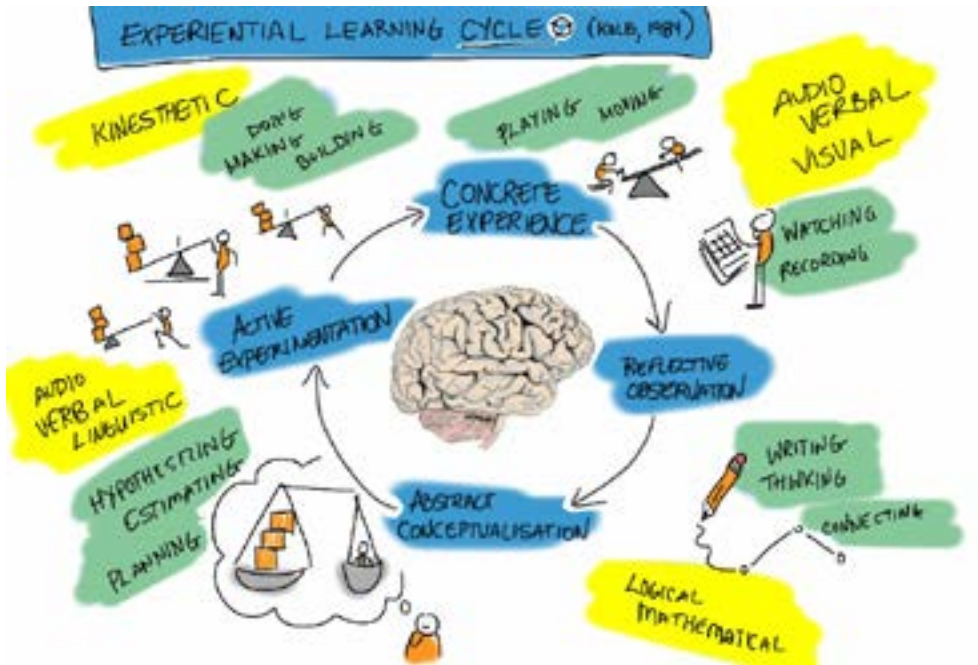 EXPERIENTIAL LEARNING CYCLE (KOLB, 1984)
KINESTHETIC
DOING
MAKING
BUILDING
PLAYING
MOVING
AUDIO
VERBAL
VISUAL
CONCRETE
EXPERIENCE
WATCHING
RECORDING
ACTIVE
EXPERIMENTATION
REFLECTIVE
OBSERVATION
AUDIO
VERBAL
LINGUISTIC
HYPOTHESISING
ESTIMATING
PLANNING
ABSTRACT
CONCEPTUALISATION
WRITING
THINKING
CONNECTING
LOGICAL
MATHEMATICAL